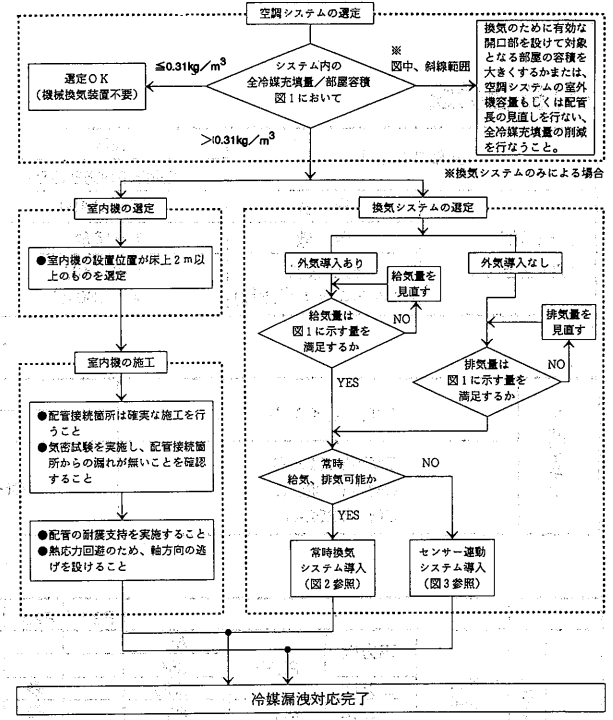 空調システムの選定
≦0.31kg/m³
選定OK
(機械換気装置不要)
システム内の
全冷媒充填量/部屋容積
図1において
※
図中、斜線範囲
換気のために有効な
開口部を設けて対象
となる部屋の容積を
大きくするかまたは、
空調システムの室外
機容量もしくは配管
長の見直しを行ない、
全冷媒充填量の削減
を行なうこと。
>0.31kg/m³
※換気システムのみによる場合
室内機の選定
●室内機の設置位置が床上2m以
上のものを選定
室内機の施工
●配管接続箇所は確実な施工を行
うこと
●気密試験を実施し、配管接続箇
所からの漏れが無いことを確認
すること
●配管の耐震支持を実施すること
●熱応力回避のため、軸方向の逃
げを設けること
換気システムの選定
外気導入あり
外気導入なし
給気量を
見直す
給気量は
図1に示す量を
満足するか
NO
YES
排気量を
見直す
排気量は
図1に示す量を
満足するか
NO
YES
常時
給気、排気可能か
NO
YES
常時換気
システム導入
(図2参照)
センサー連動
システム導入
(図3参照)
冷媒漏洩対応完了